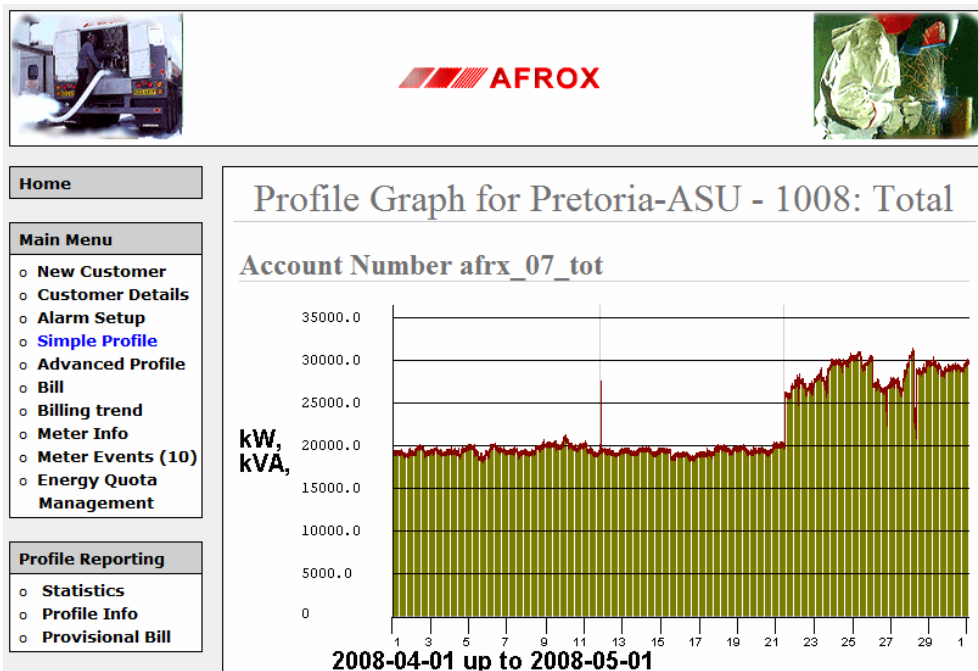 AFROX
Home
Main Menu
o New Customer
o Customer Details
o Alarm Setup
o Simple Profile
o Advanced Profile
o Bill
o Billing trend
o Meter Info
o Meter Events (10)
o Energy Quota
Management
Profile Reporting
o Statistics
o Profile Info
o Provisional Bill
Profile Graph for Pretoria-ASU - 1008: Total
Account Number afrx_07_tot
35000.0
30000.0
25000.0
kW,
kVA,
20000.0
15000.0
10000.0
5000.0
0
1 3 5 7 9 11 13 15 17 19 21 23 25 27 29 1
2008-04-01 up to 2008-05-01